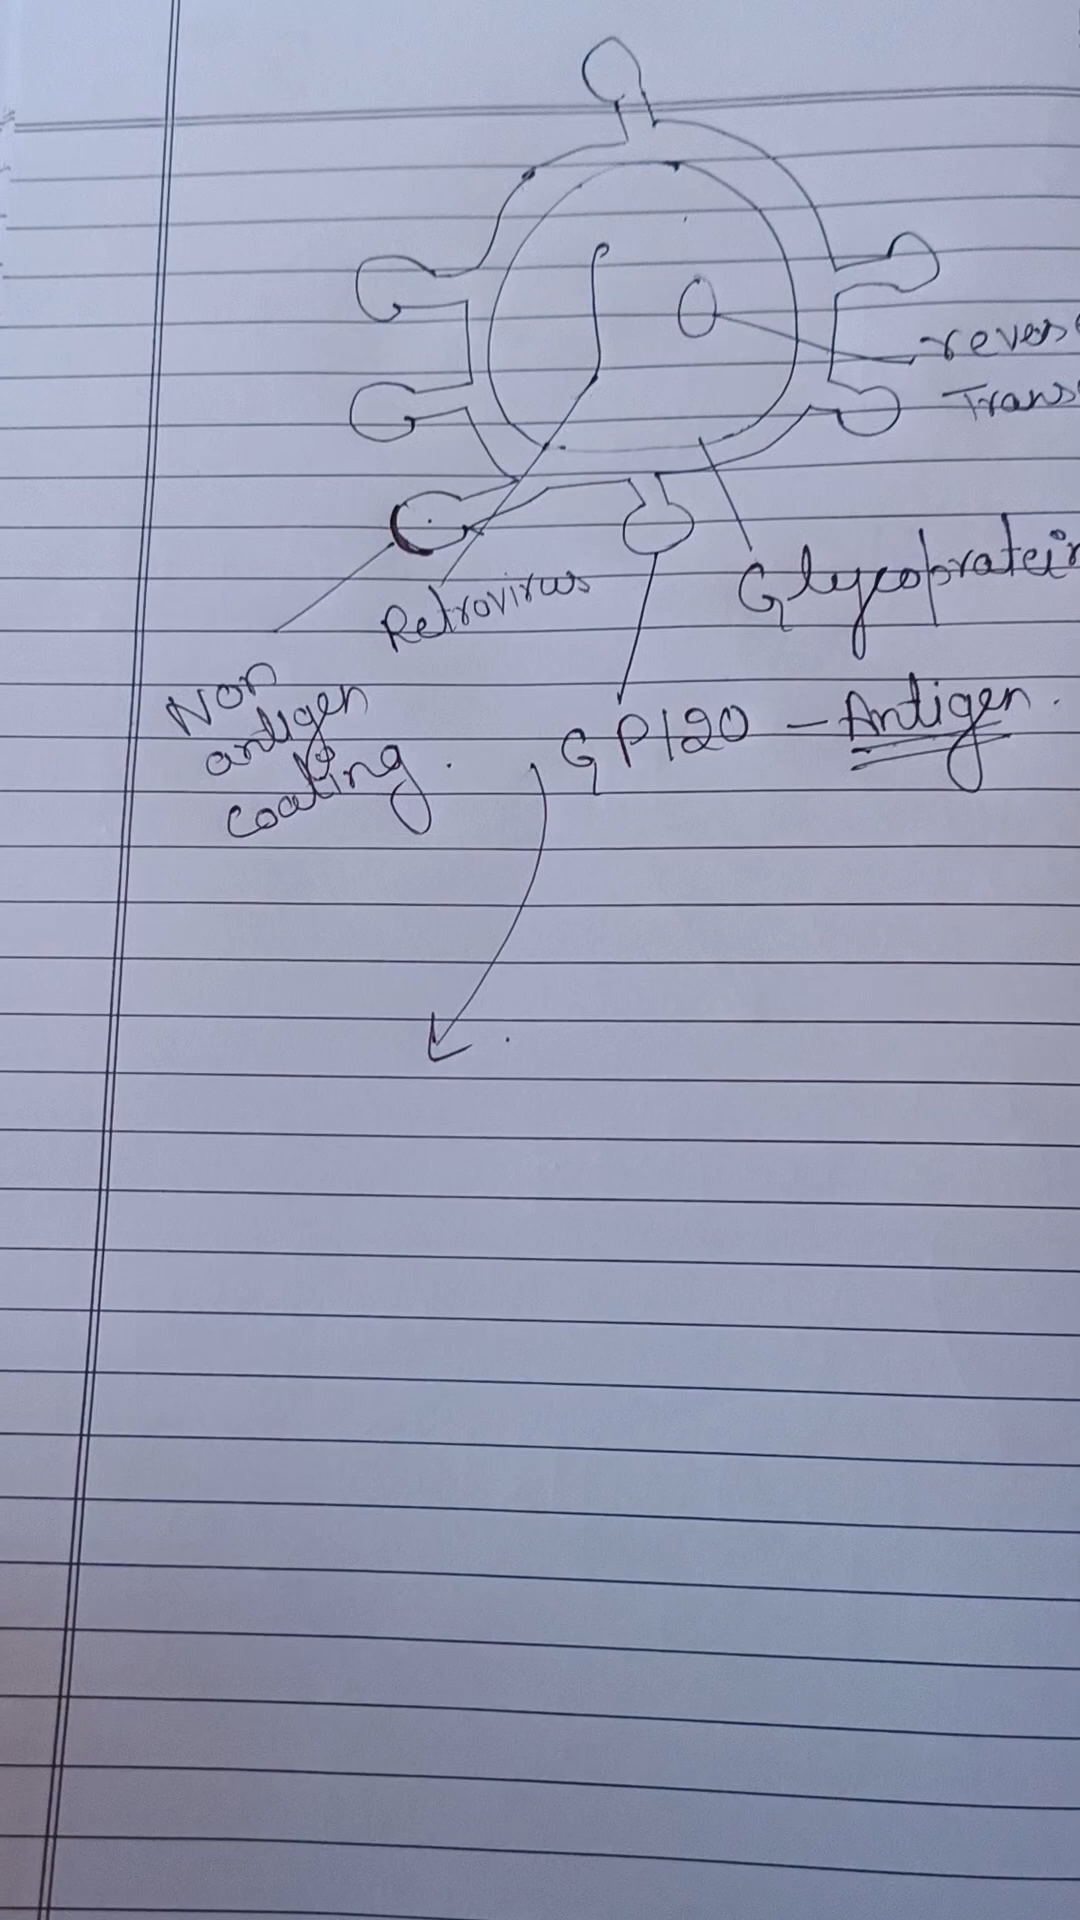 revers
Trans
Glycoprotein
Retrovirus
Non
antigen
coating.
GP120 - Antigen.